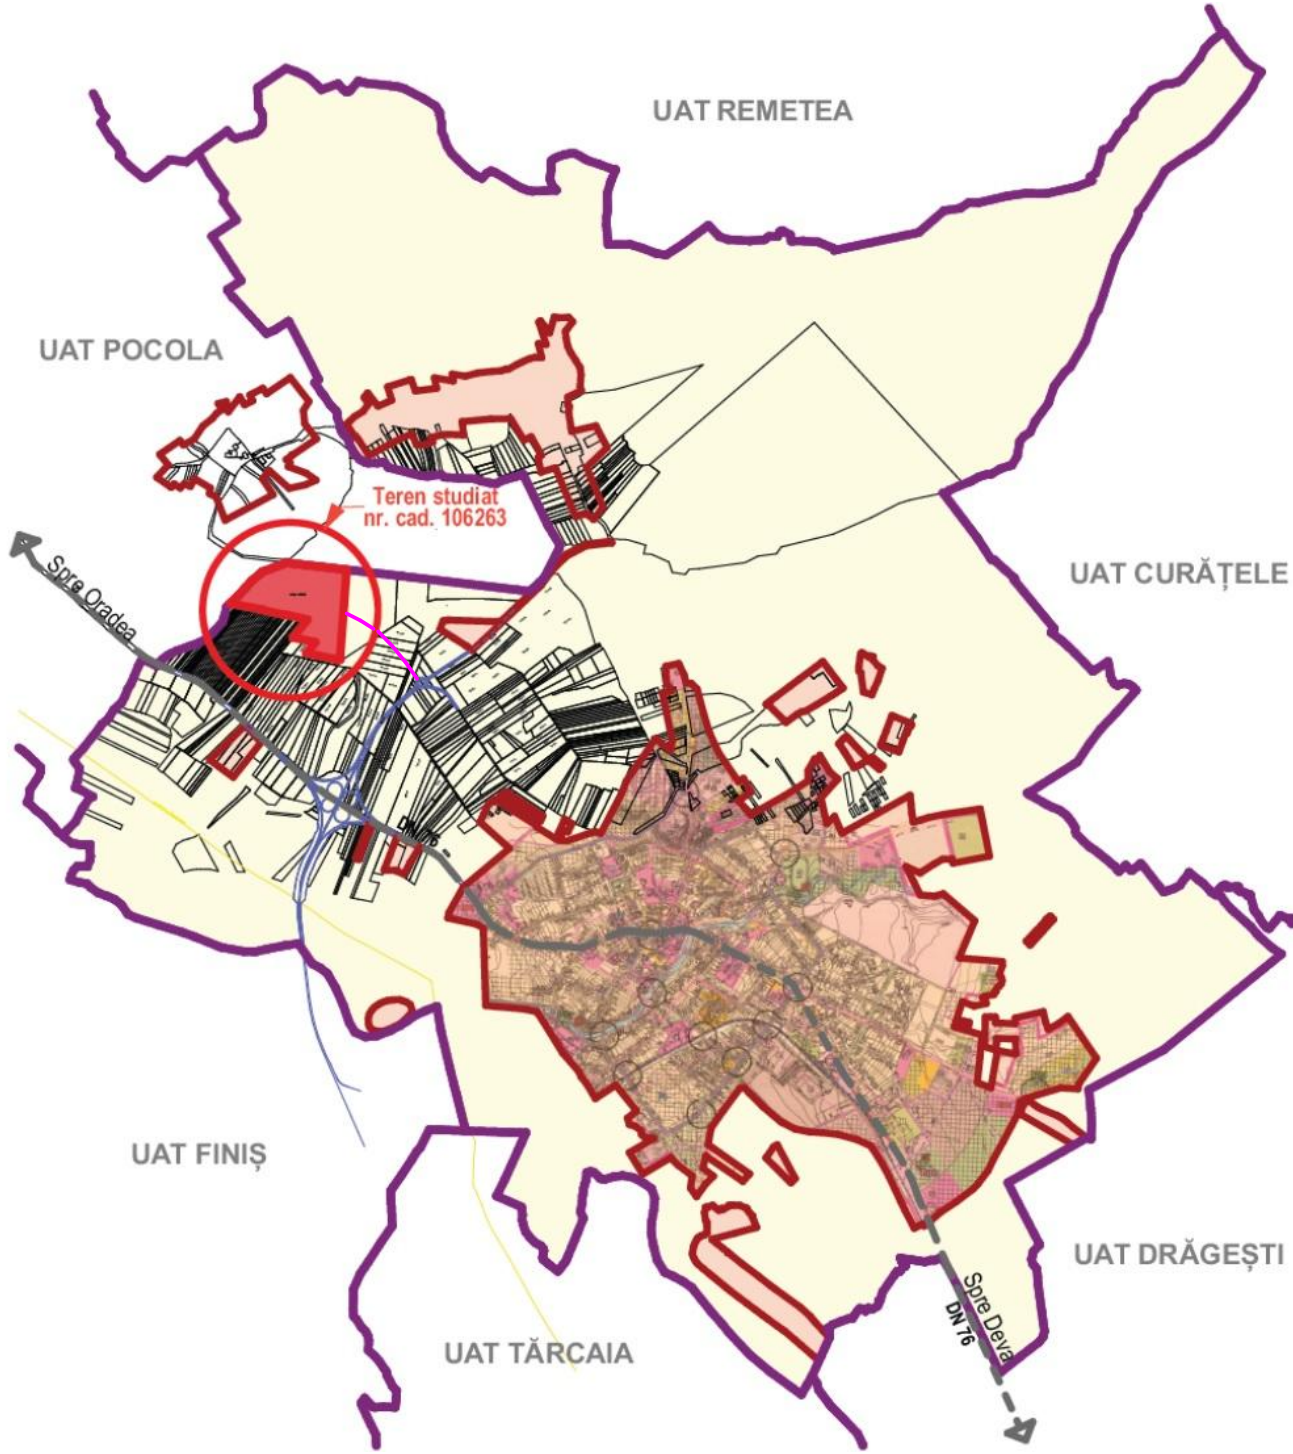 UAT REMETEA
UAT POCOLA
Teren studiat
nr. cad. 106263
Spre Oradea
UAT CURĂȚELE
DN 76
UAT FINIȘ
UAT DRĂGEȘTI
Spre Deva
DN 76
UAT TĂRCAIA